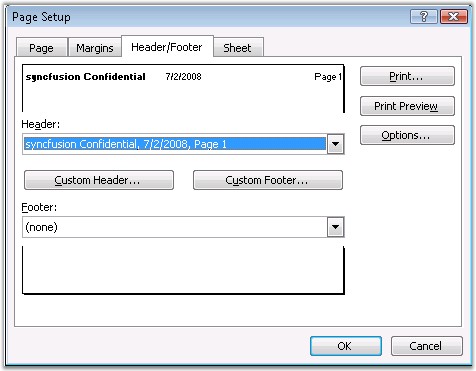 Page Setup
Page Margins Header/Footer Sheet
syncfusion Confidential 7/2/2008 Page 1
Print...
Print Preview
Header:
syncfusion Confidential, 7/2/2008, Page 1
Options...
Custom Header... Custom Footer...
Footer:
(none)
OK Cancel